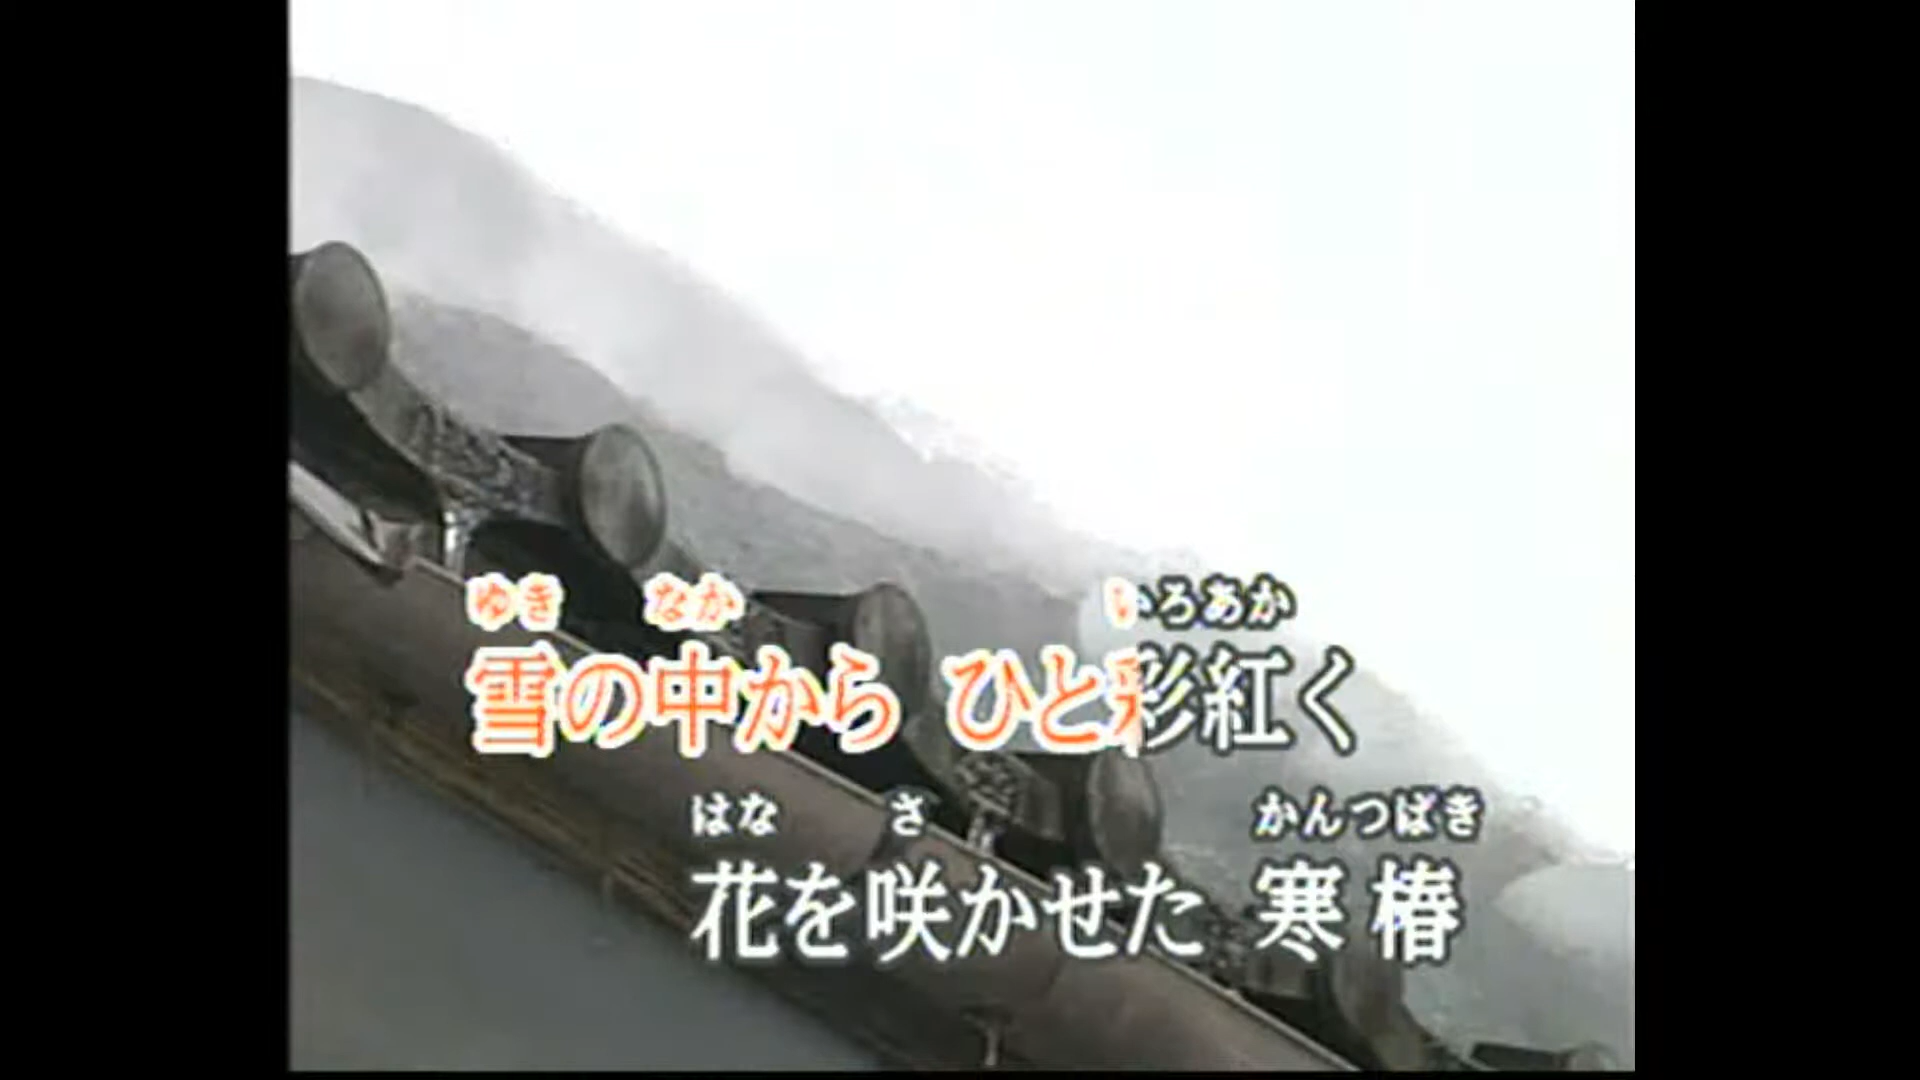 ゆき なか いろあか
雪の中から ひと彩紅く
はな さ かんつばき
花を咲かせた 寒椿